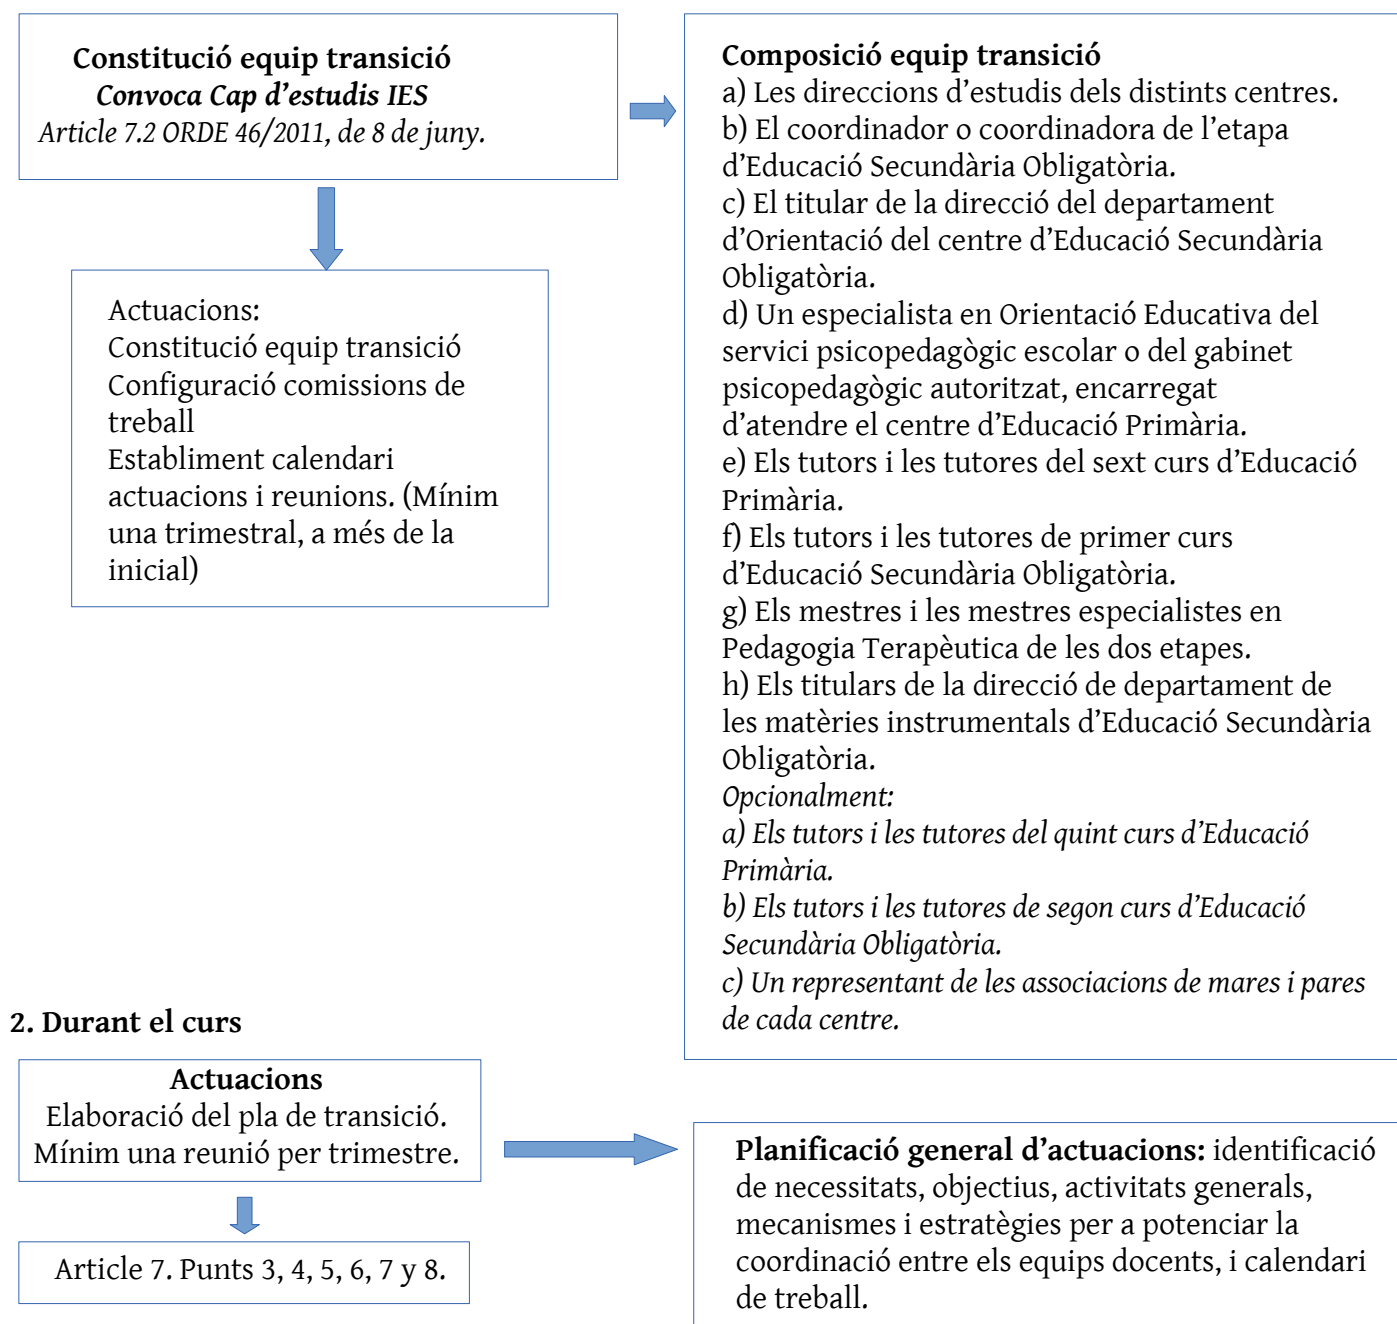 Constitució equip transició
Convoca Cap d’estudis IES
Article 7.2 ORDE 46/2011, de 8 de juny.
Actuacions:
Constitució equip transició
Configuració comissions de
treball
Establiment calendari
actuacions i reunions. (Mínim
una trimestral, a més de la
inicial)
Composició equip transició
a) Les direccions d’estudis dels distints centres.
b) El coordinador o coordinadora de l’etapa
d’Educació Secundària Obligatòria.
c) El titular de la direcció del departament
d’Orientació del centre d’Educació Secundària
Obligatòria.
d) Un especialista en Orientació Educativa del
servici psicopedagògic escolar o del gabinet
psicopedagògic autoritzat, encarregat
d’atendre el centre d’Educació Primària.
e) Els tutors i les tutores del sext curs d’Educació
Primària.
f) Els tutors i les tutores de primer curs
d’Educació Secundària Obligatòria.
g) Els mestres i les mestres especialistes en
Pedagogia Terapèutica de les dos etapes.
h) Els titulars de la direcció de departament de
les matèries instrumentals d’Educació Secundària
Obligatòria.
Opcionalment:
a) Els tutors i les tutores del quint curs d’Educació
Primària.
b) Els tutors i les tutores de segon curs d’Educació
Secundària Obligatòria.
c) Un representant de les associacions de mares i pares
de cada centre.
2. Durant el curs
Actuacions
Elaboració del pla de transició.
Mínim una reunió per trimestre.
Article 7. Punts 3, 4, 5, 6, 7 y 8.
Planificació general d’actuacions: identificació
de necessitats, objectius, activitats generals,
mecanismes i estratègies per a potenciar la
coordinació entre els equips docents, i calendari
de treball.